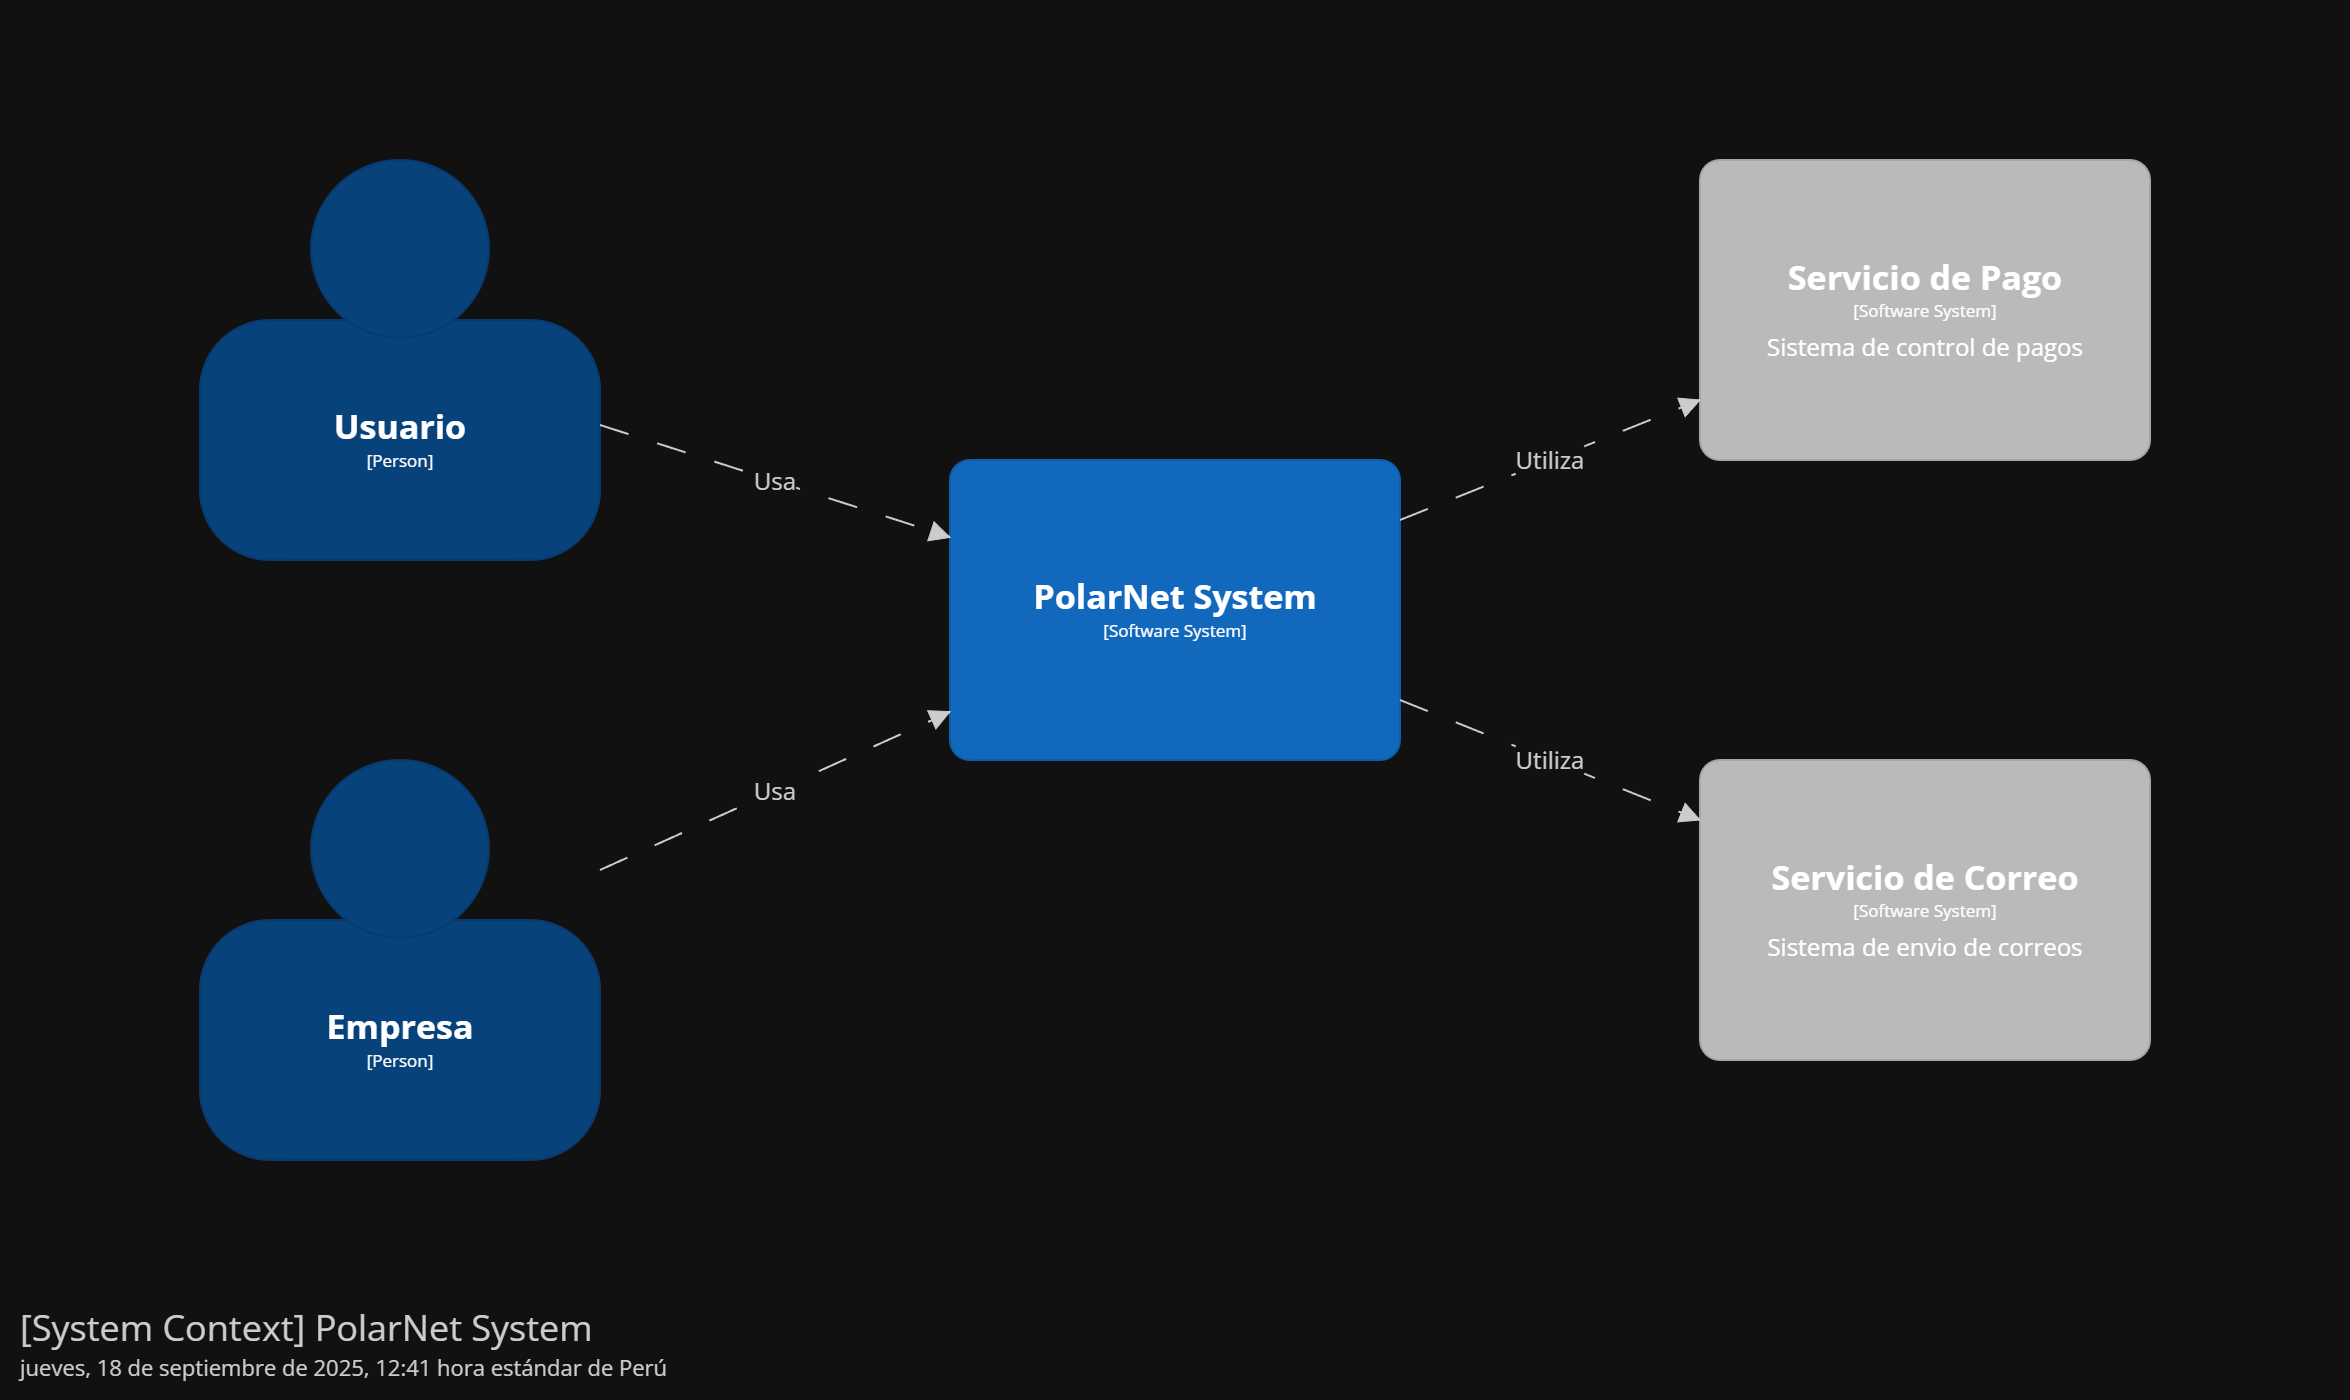 Usuario
[Person]
Usa
Empresa
[Person]
Usa
PolarNet System
[Software System]
Utiliza
Servicio de Pago
[Software System]
Sistema de control de pagos
Utiliza
Servicio de Correo
[Software System]
Sistema de envio de correos
[System Context] PolarNet System
jueves, 18 de septiembre de 2025, 12:41 hora estándar de Perú